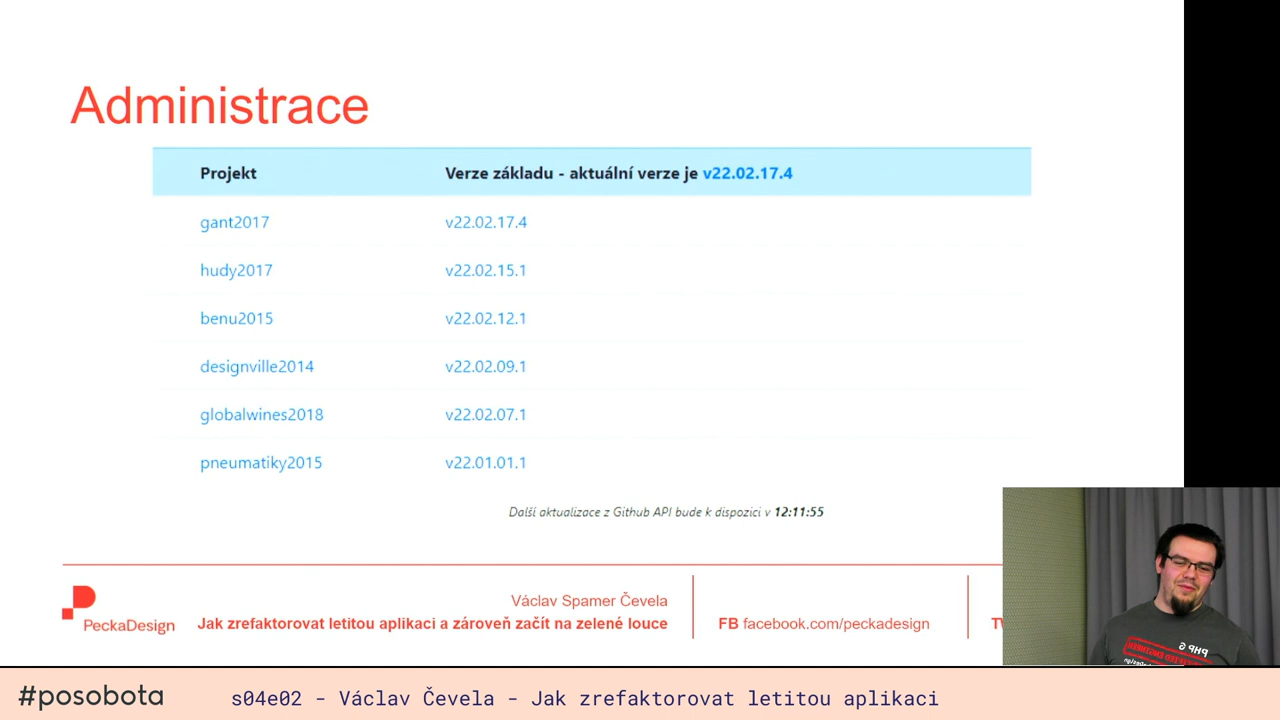 Administrace
Projekt Verze základu - aktuální verze je v22.02.17.4
gant2017 v22.02.17.4
hudy2017 v22.02.15.1
benu2015 v22.02.12.1
designville2014 v22.02.09.1
globalwines2018 v22.02.07.1
pneumatiky2015 v22.01.01.1
Další aktualizace z Github API bude k dispozici v 12:11:55
PeckaDesign
Václav Spamer Čevela
Jak zrefaktorovat letitou aplikaci a zároveň začít na zelené louce
FB facebook.com/peckadesign
PHP 5
#posobota s04e02 - Václav Čevela - Jak zrefaktorovat letitou aplikaci